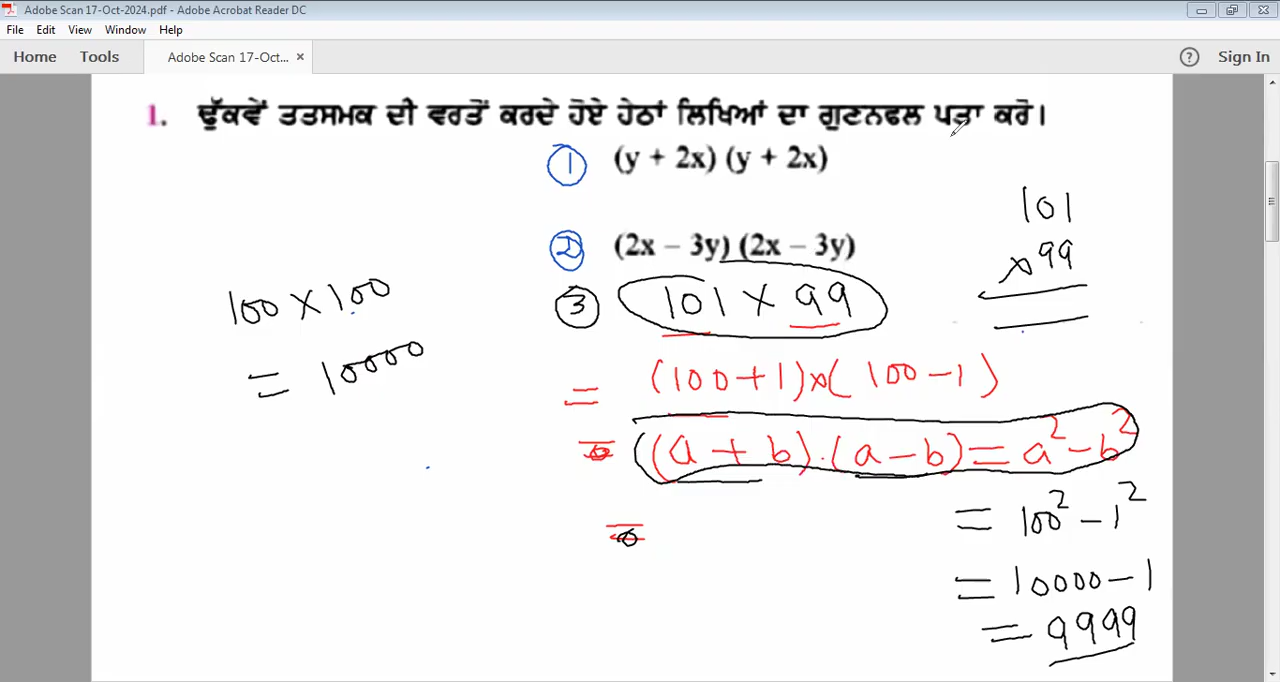 Adobe Scan 17-Oct-2024.pdf - Adobe Acrobat Reader DC
File Edit View Window Help
Home Tools Adobe Scan 17-Oct... × ? Sign In
1. ਢੁੱਕਵੇਂ ਤਤਸਮਕ ਦੀ ਵਰਤੋਂ ਕਰਦੇ ਹੋਏ ਹੇਠਾਂ ਲਿਖਿਆਂ ਦਾ ਗੁਣਨਫਲ ਪਤਾ ਕਰੋ।
① (y + 2x) (y + 2x)
② (2x – 3y) (2x – 3y)
③ 101 × 99
101
×99
100 × 100
= 10000
= (100+1)×(100-1)
= (a + b).(a - b) = a² - b²
= 100² - 1²
=
= 10000 - 1
= 9999